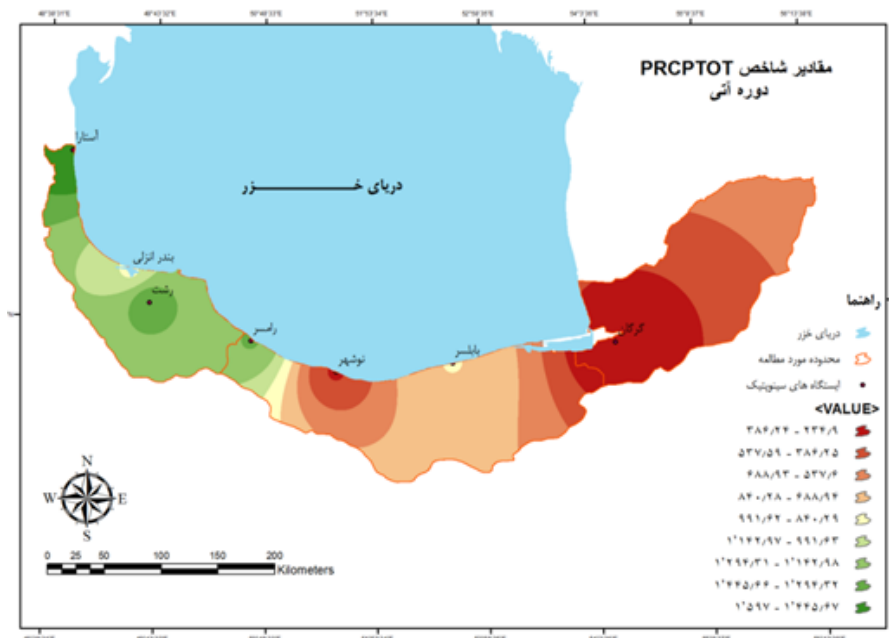 مقادیر شاخص PRCPTOT
دوره آتی
آستارا
دریای خـــزر
بندر انزلی
رشت
رامسر
نوشهر
بابلسر
گرگان
راهنما
دریای خزر
محدوده مورد مطالعه
ایستگاه های سینوپتیک
<VALUE>
۳۸۶/۲۴ - ۲۳۴/۹
۵۳۷/۵۹ - ۳۸۶/۲۵
۶۸۸/۹۳ - ۵۳۷/۶
۸۴۰/۲۸ - ۶۸۸/۹۴
۹۹۱/۶۲ - ۸۴۰/۲۹
۱٬۱۴۲/۹۷ - ۹۹۱/۶۳
۱٬۲۹۴/۳۱ - ۱٬۱۴۲/۹۸
۱٬۴۴۵/۶۶ - ۱٬۲۹۴/۳۲
۱٬۵۹۷ - ۱٬۴۴۵/۶۷
N
W E
S
0 25 50 100 150 200
Kilometers